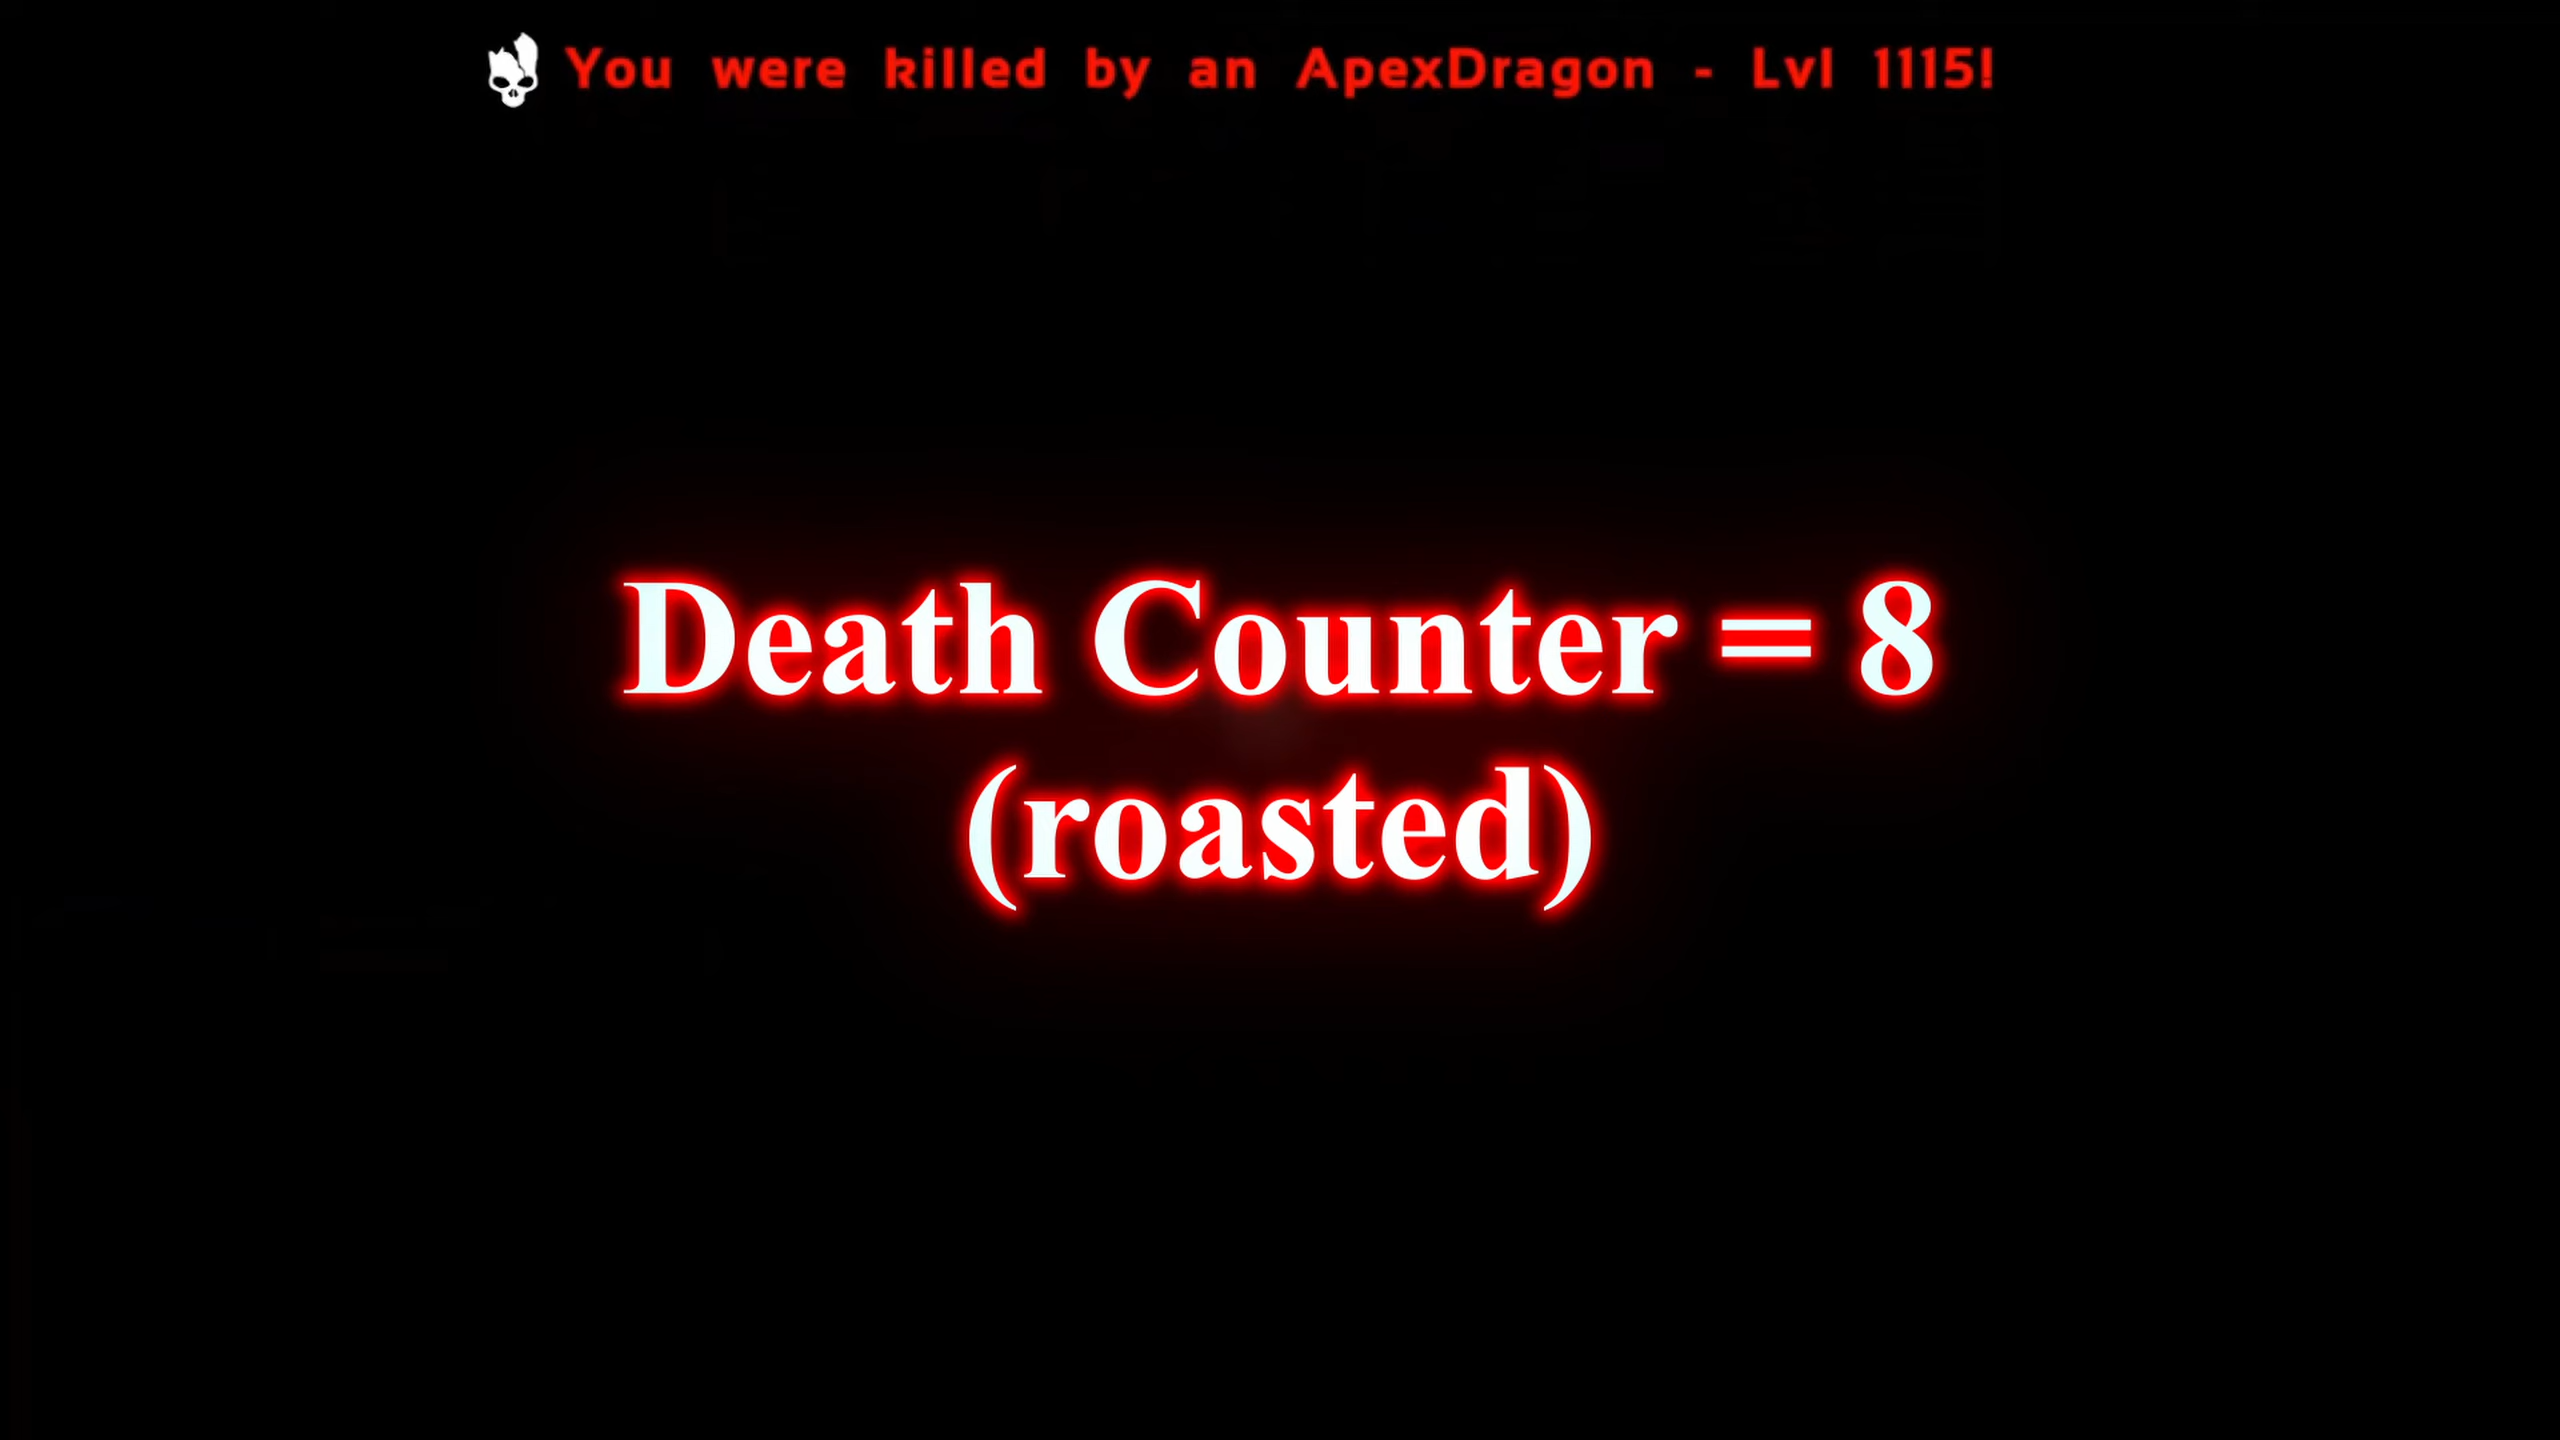 You were killed by an ApexDragon - Lvl 1115!
Death Counter = 8
(roasted)